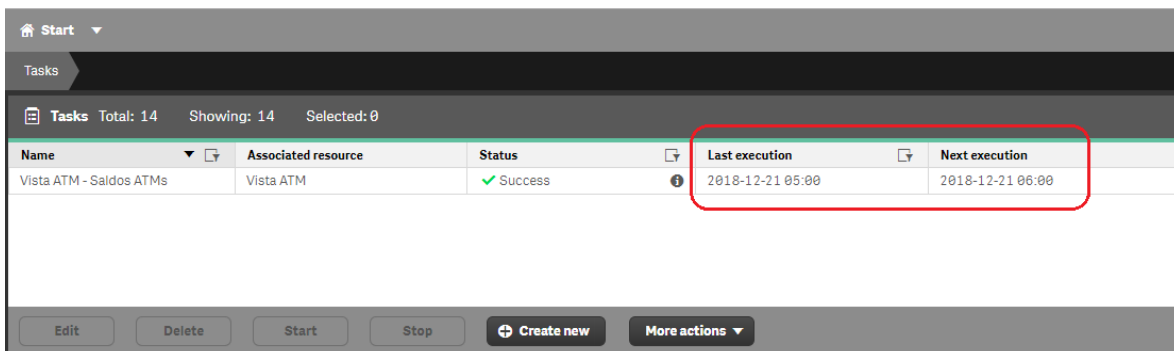 Start
Tasks
Tasks Total: 14 Showing: 14 Selected: 0
Name Associated resource Status Last execution Next execution
Vista ATM - Saldos ATMs Vista ATM Success 2018-12-21 05:00 2018-12-21 06:00
Edit Delete Start Stop Create new More actions